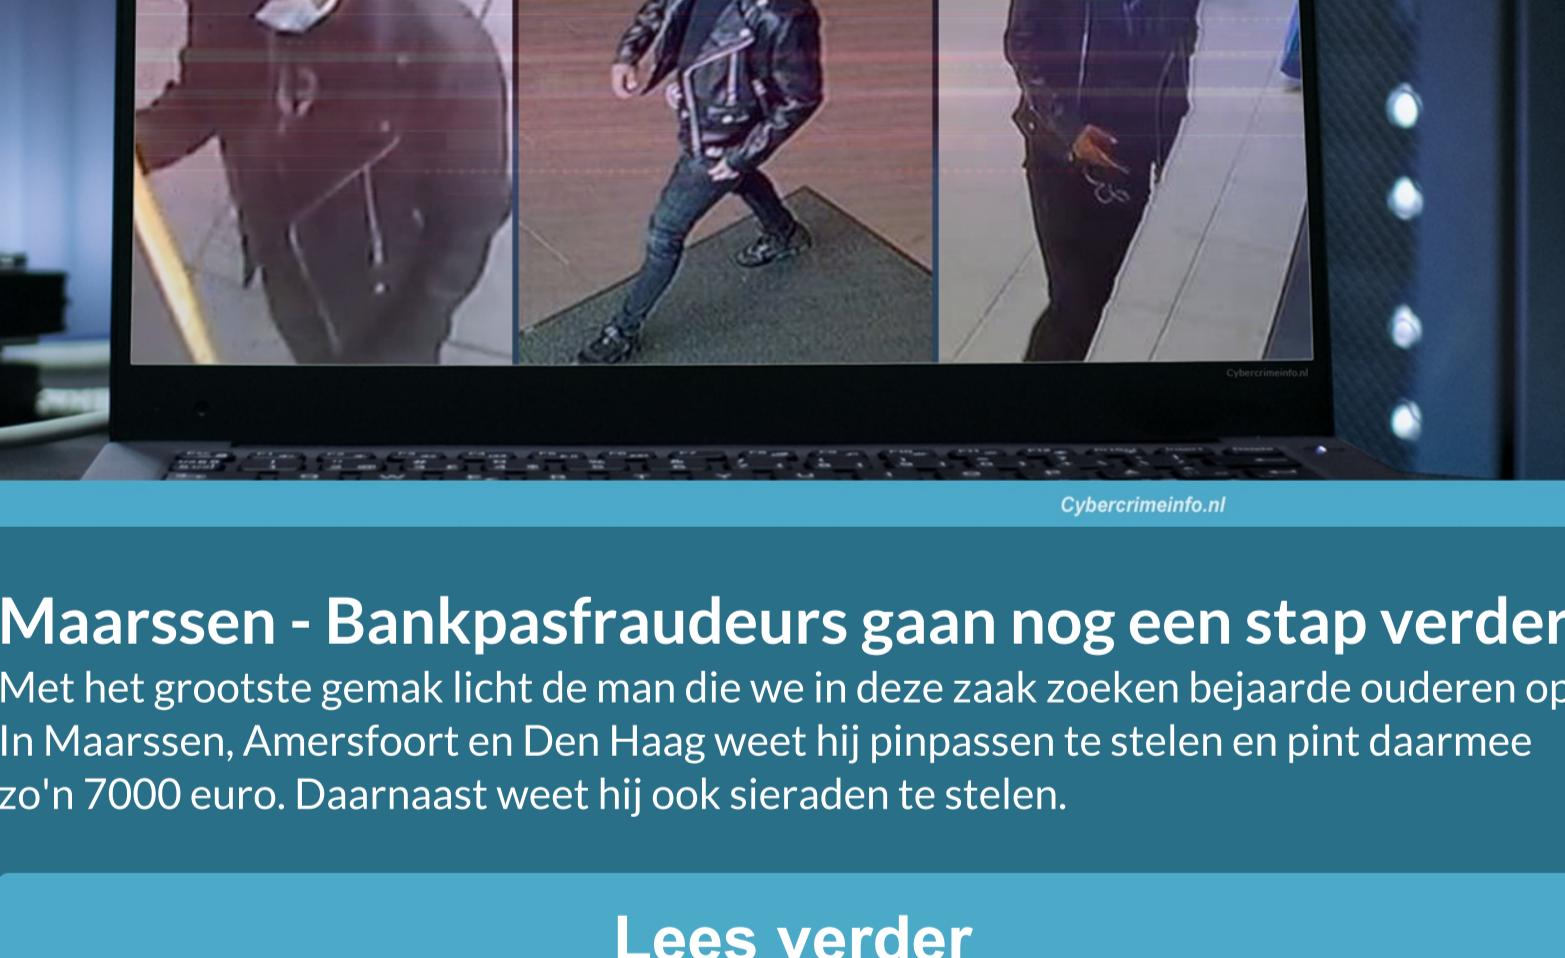 Cybercrimeinfo.nl
Cybercrimeinfo.nl
Maarssen - Bankpasfraudeurs gaan nog een stap verder
Met het grootste gemak licht de man die we in deze zaak zoeken bejaarde ouderen op
In Maarssen, Amersfoort en Den Haag weet hij pinpassen te stelen en pint daarmee
zo'n 7000 euro. Daarnaast weet hij ook sieraden te stelen.
Lees verder